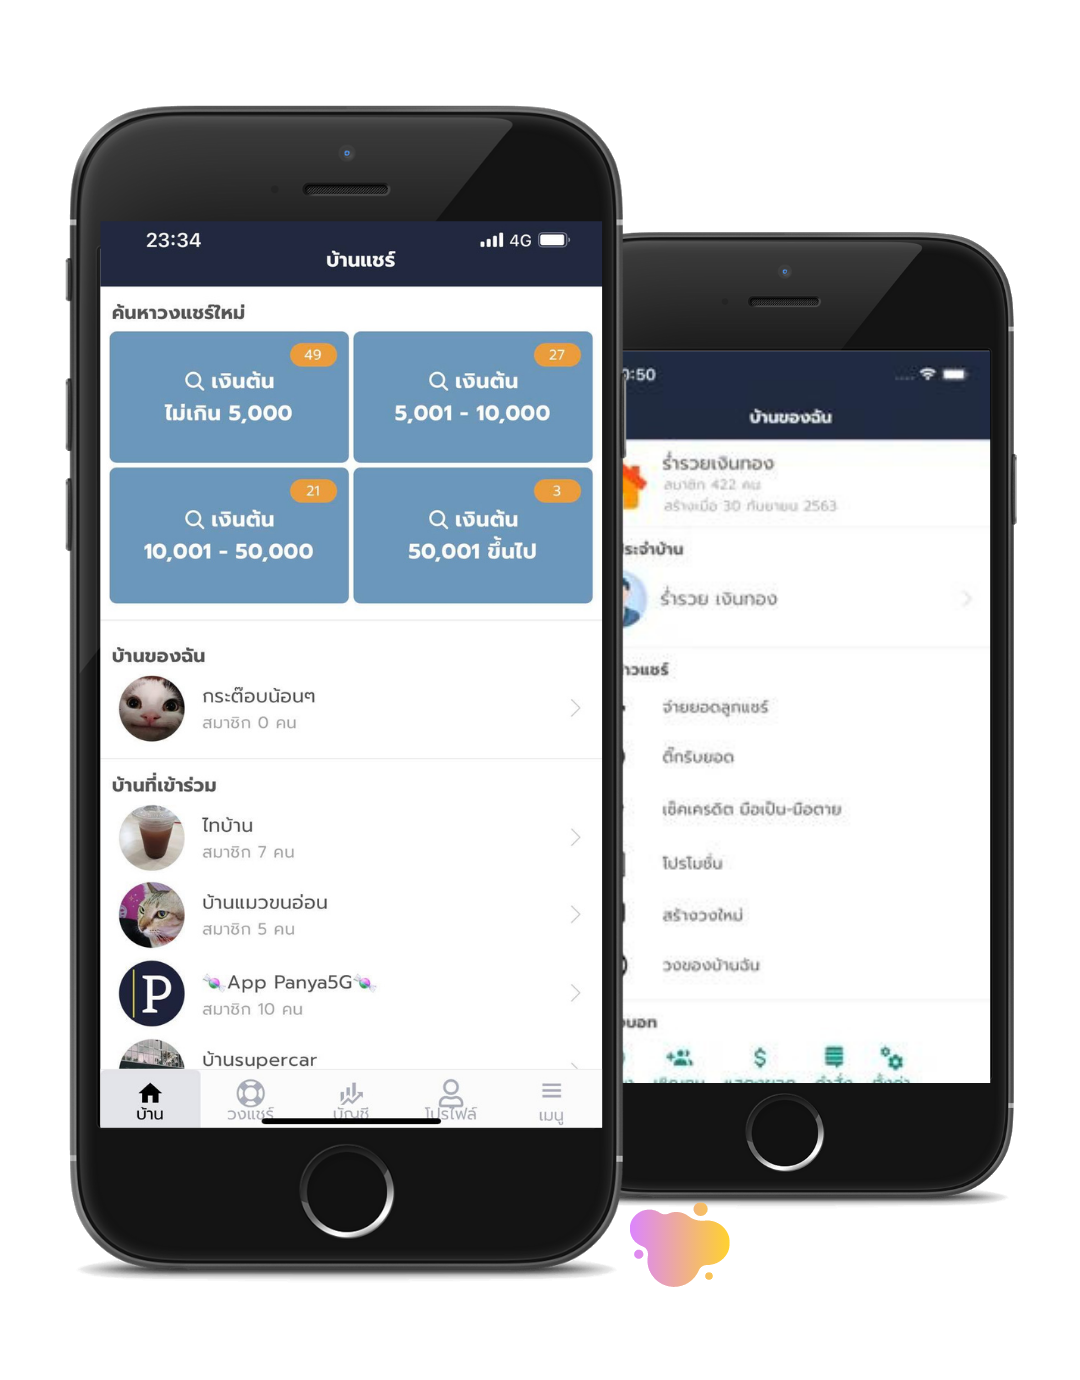 23:34
4G
บ้านแชร์
ค้นหาวงแชร์ใหม่
49
เงินต้น
ไม่เกิน 5,000
27
เงินต้น
5,001 - 10,000
21
เงินต้น
10,001 - 50,000
3
เงินต้น
50,001 ขึ้นไป
บ้านของฉัน
กระต๊อบน้อนๆ
สมาชิก 0 คน
บ้านที่เข้าร่วม
ไทบ้าน
สมาชิก 7 คน
บ้านแมวขนอ่อน
สมาชิก 5 คน
P
🍬App Panya5G🍬
สมาชิก 10 คน
บ้านsupercar
บ้าน
วงแชร์
บัญชี
โปรไฟล์
เมนู
:50
บ้านของฉัน
ร่ำรวยเงินทอง
สมาชิก 422 คน
สร้างเมื่อ 30 กันยายน 2563
ระจำบ้าน
ร่ำรวย เงินทอง
าวแชร์
จ่ายยอดลูกแชร์
ติ๊กรับยอด
เช็คเครดิต มือเป็น-มือตาย
โปรโมชั่น
สร้างวงใหม่
วงของบ้านฉัน
บอท